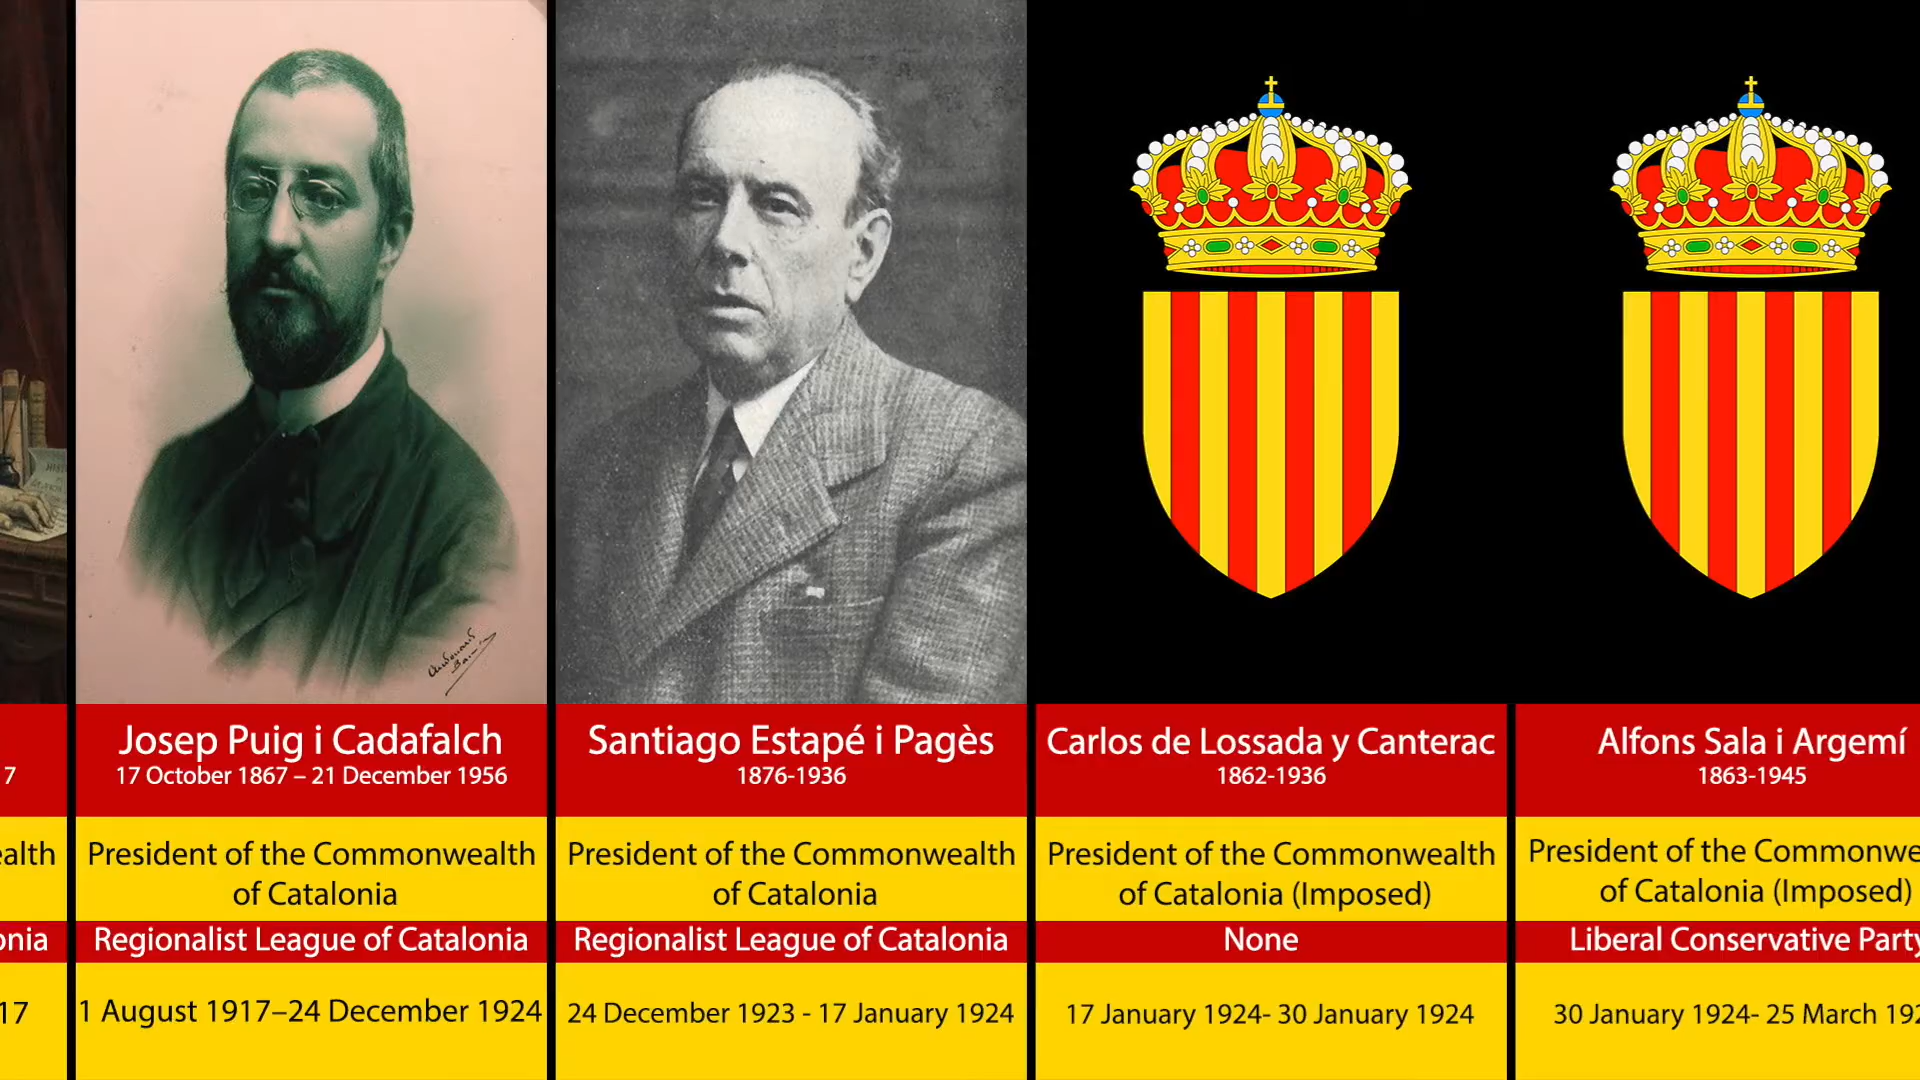 7
ealth
onia
17
Josep Puig i Cadafalch
17 October 1867 – 21 December 1956
President of the Commonwealth
of Catalonia
Regionalist League of Catalonia
1 August 1917–24 December 1924
Santiago Estapé i Pagès
1876-1936
President of the Commonwealth
of Catalonia
Regionalist League of Catalonia
24 December 1923 - 17 January 1924
Carlos de Lossada y Canterac
1862-1936
President of the Commonwealth
of Catalonia (Imposed)
None
17 January 1924- 30 January 1924
Alfons Sala i Argemí
1863-1945
President of the Commonwe
of Catalonia (Imposed)
Liberal Conservative Party
30 January 1924- 25 March 192